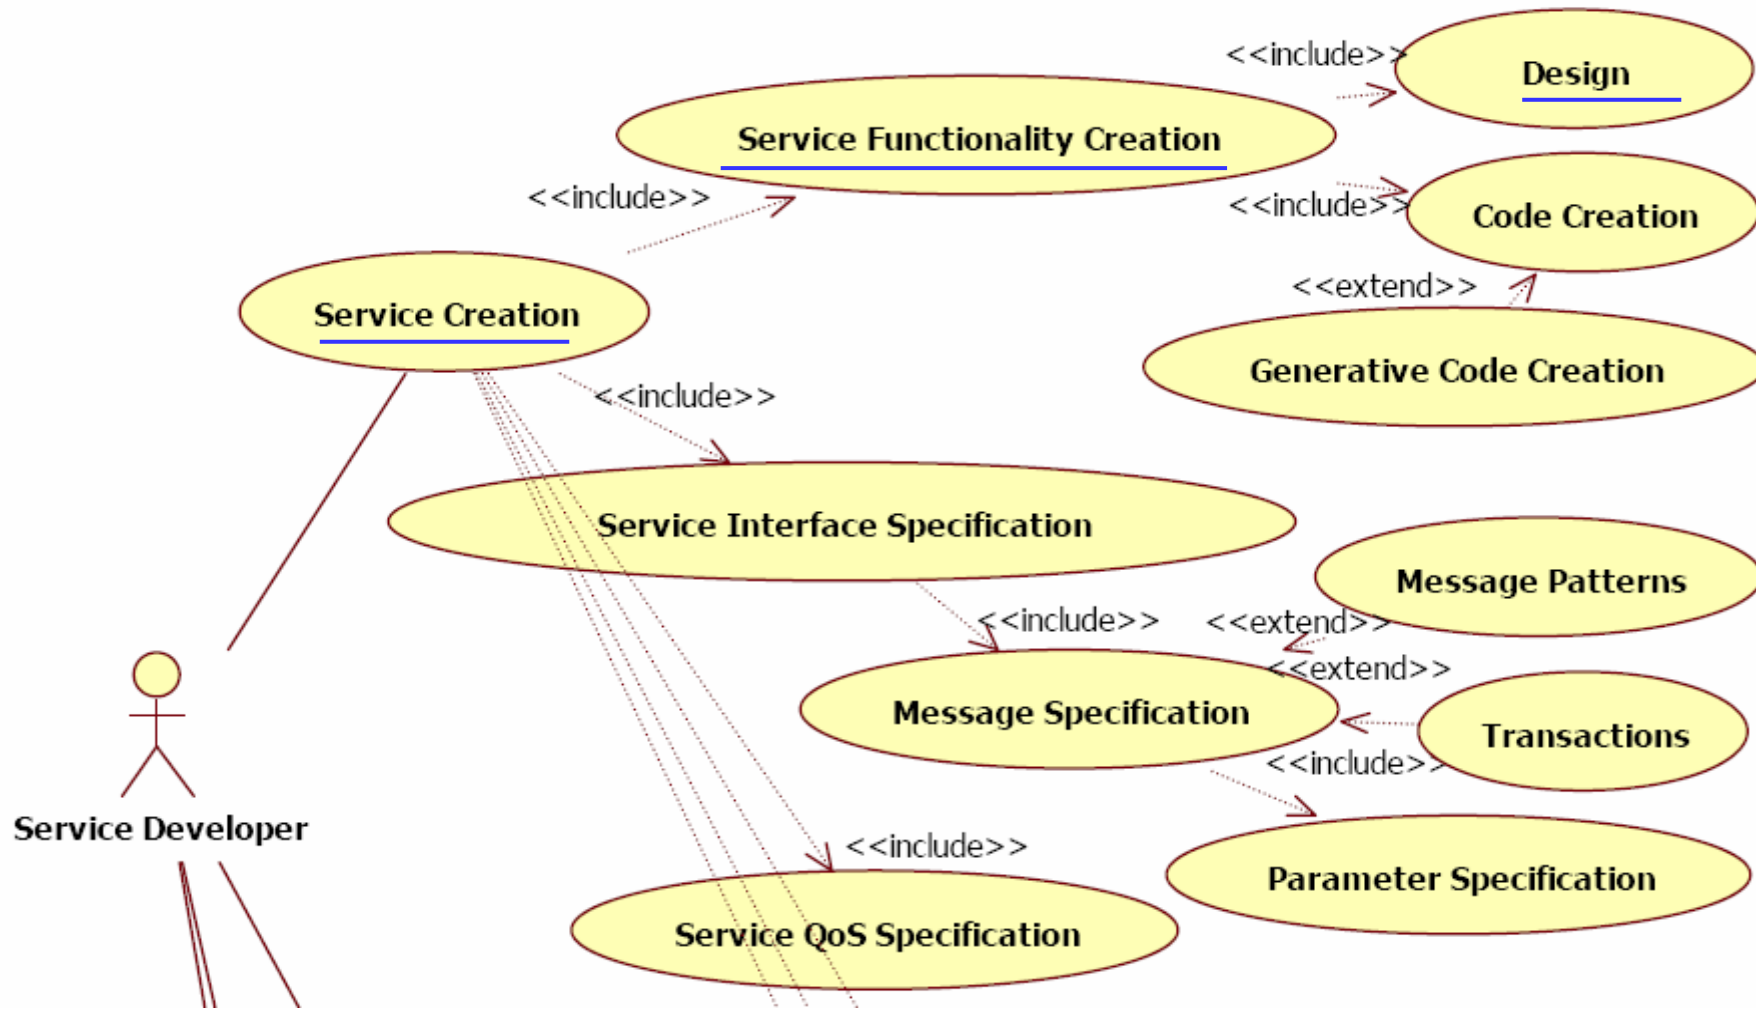 <<include>>
Design
Service Functionality Creation
<<include>>
<<include>>
Code Creation
<<extend>>
Service Creation
Generative Code Creation
<<include>>
Service Interface Specification
Message Patterns
<<include>>
<<extend>>
<<extend>>
Message Specification
Transactions
<<include>>
Service Developer
<<include>>
Parameter Specification
Service QoS Specification